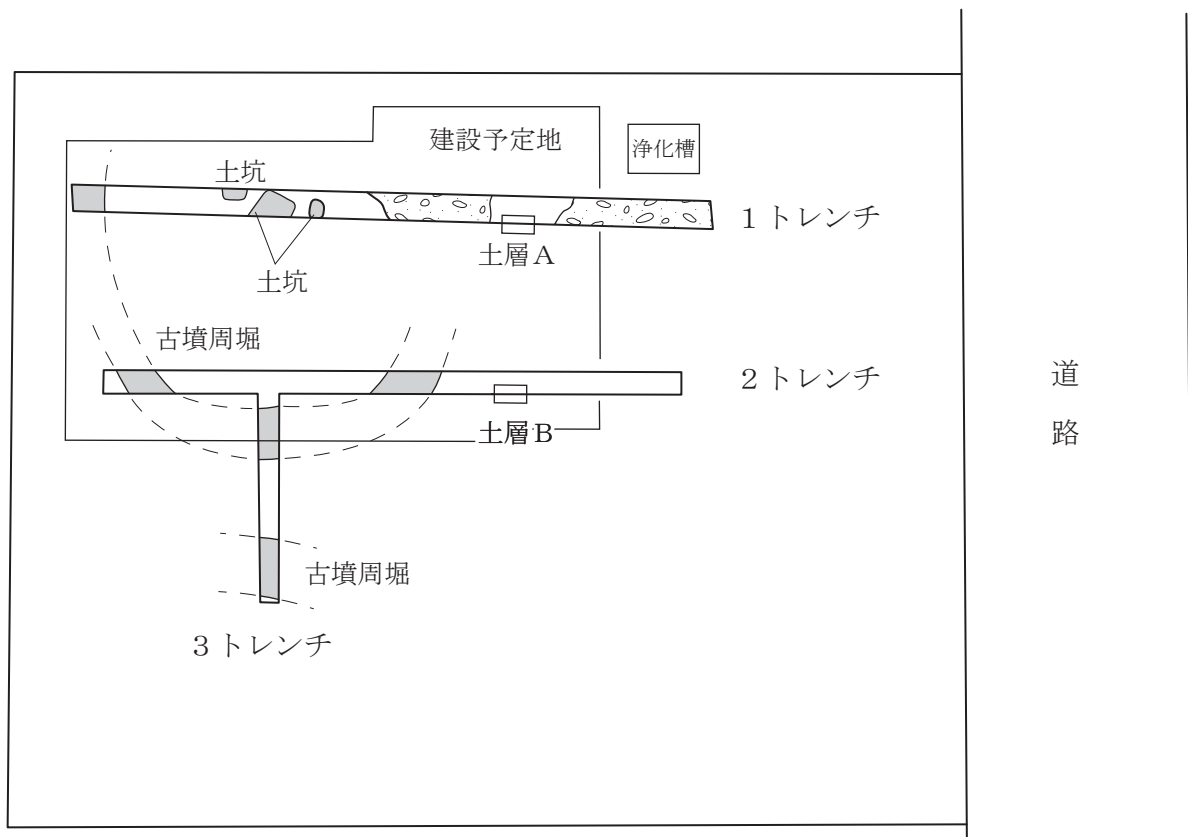 建設予定地
浄化槽
土坑
1トレンチ
土層A
土坑
古墳周堀
2トレンチ
道路
土層B
古墳周堀
3トレンチ